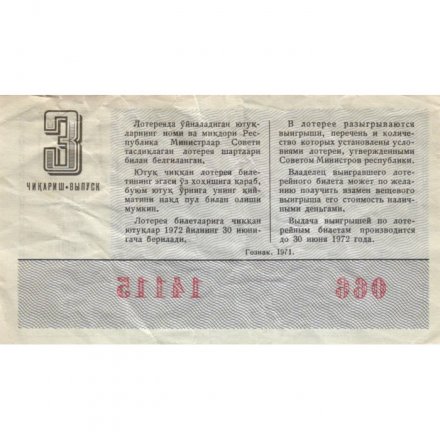 3
ЧИҚАРИШ • ВЫПУСК
Лотереяда ўйналадиган ютуқ-
ларнинг номи ва миқдори Рес-
публика Министрлар Совети
тасдиқлаган лотерея шартлари
билан белгиланган.
Ютуқ чиққан лотерея биле-
тининг эгаси ўз хоҳишига қараб,
буюм ютуқ ўрнига унинг қий-
матини нақд пул билан олиши
мумкин.
Лотерея билетларига чиққан
ютуқлар 1972 йилнинг 30 июни-
гача берилади.
В лотерее разыгрываются
выигрыши, перечень и количе-
ство которых установлены усло-
виями лотереи, утвержденными
Советом Министров республики.
Владелец выигравшего лоте-
рейного билета может по жела-
нию получить взамен вещевого
выигрыша его стоимость налич-
ными деньгами.
Выдача выигрышей по лоте-
рейным билетам производится
до 30 июня 1972 года.
Гознак. 1971.
14115
066